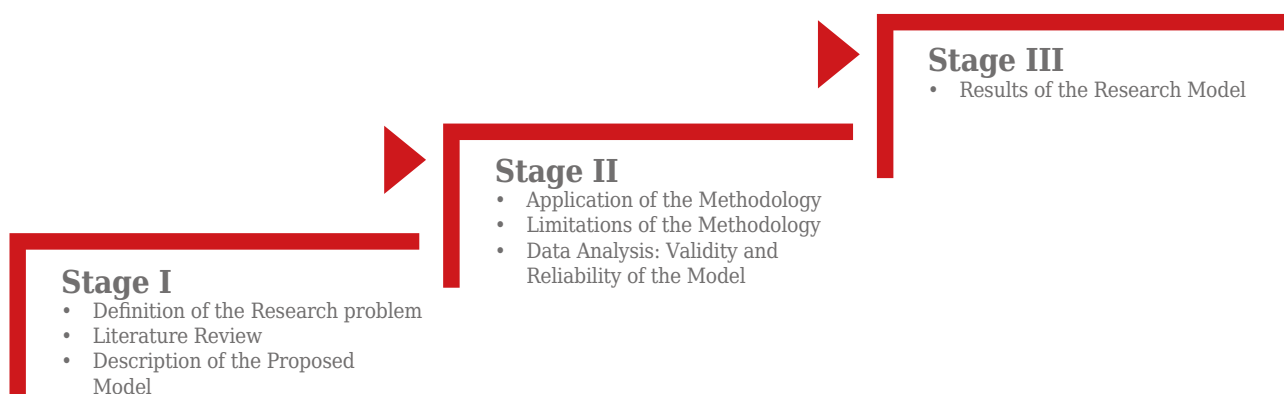 Stage I
• Definition of the Research problem
• Literature Review
• Description of the Proposed
Model
Stage II
• Application of the Methodology
• Limitations of the Methodology
• Data Analysis: Validity and
Reliability of the Model
Stage III
• Results of the Research Model